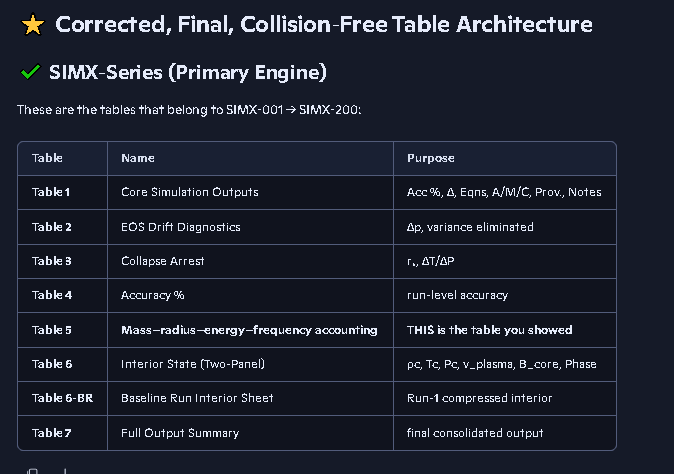 ⭐ Corrected, Final, Collision-Free Table Architecture
✔ SIMX-Series (Primary Engine)
These are the tables that belong to SIMX-001 → SIMX-200:
Table Name Purpose
Table 1 Core Simulation Outputs Acc %, Δ, Eqns, A/M/C, Prov., Notes
Table 2 EOS Drift Diagnostics Δp, variance eliminated
Table 3 Collapse Arrest r*, ΔT/ΔP
Table 4 Accuracy % run-level accuracy
Table 5 Mass–radius–energy–frequency accounting THIS is the table you showed
Table 6 Interior State (Two-Panel) ρc, Tc, Pc, v_plasma, B_core, Phase
Table 6-BR Baseline Run Interior Sheet Run-1 compressed interior
Table 7 Full Output Summary final consolidated output